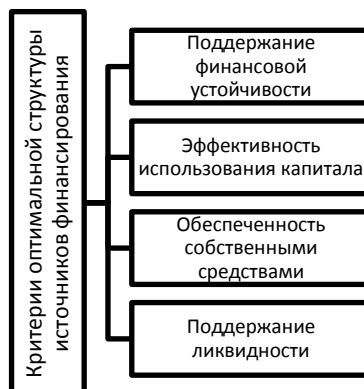 Критерии оптимальной структуры
источников финансирования
Поддержание
финансовой
устойчивости
Эффективность
использования капитала
Обеспеченность
собственными
средствами
Поддержание
ликвидности